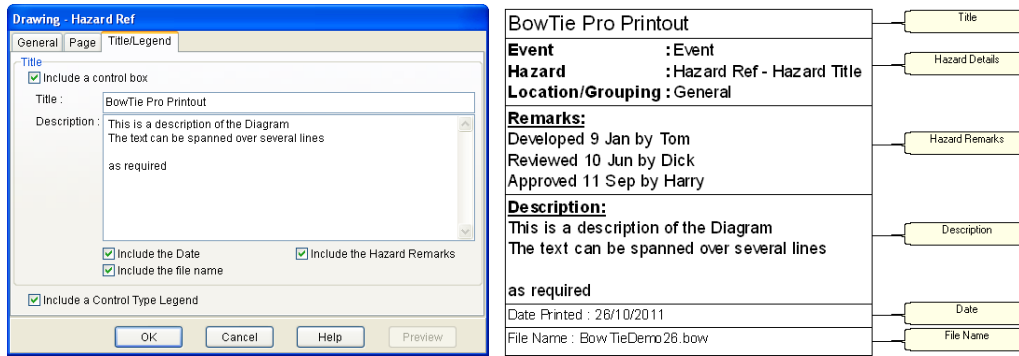 Drawing - Hazard Ref
General Page Title/Legend
Title
Include a control box
Title : BowTie Pro Printout
Description : This is a description of the Diagram
The text can be spanned over several lines
as required
Include the Date Include the Hazard Remarks
Include the file name
Include a Control Type Legend
OK Cancel Help Preview
BowTie Pro Printout
Event : Event
Hazard : Hazard Ref - Hazard Title
Location/Grouping : General
Remarks:
Developed 9 Jan by Tom
Reviewed 10 Jun by Dick
Approved 11 Sep by Harry
Description:
This is a description of the Diagram
The text can be spanned over several lines
as required
Date Printed : 26/10/2011
File Name : BowTieDemo26.bow
Title
Hazard Details
Hazard Remarks
Description
Date
File Name